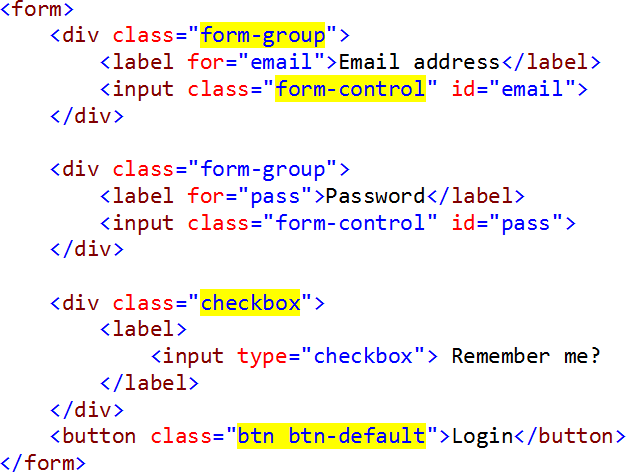 <form>
    <div class="form-group">
        <label for="email">Email address</label>
        <input class="form-control" id="email">
    </div>

    <div class="form-group">
        <label for="pass">Password</label>
        <input class="form-control" id="pass">
    </div>

    <div class="checkbox">
        <label>
            <input type="checkbox"> Remember me?
        </label>
    </div>
    <button class="btn btn-default">Login</button>
</form>